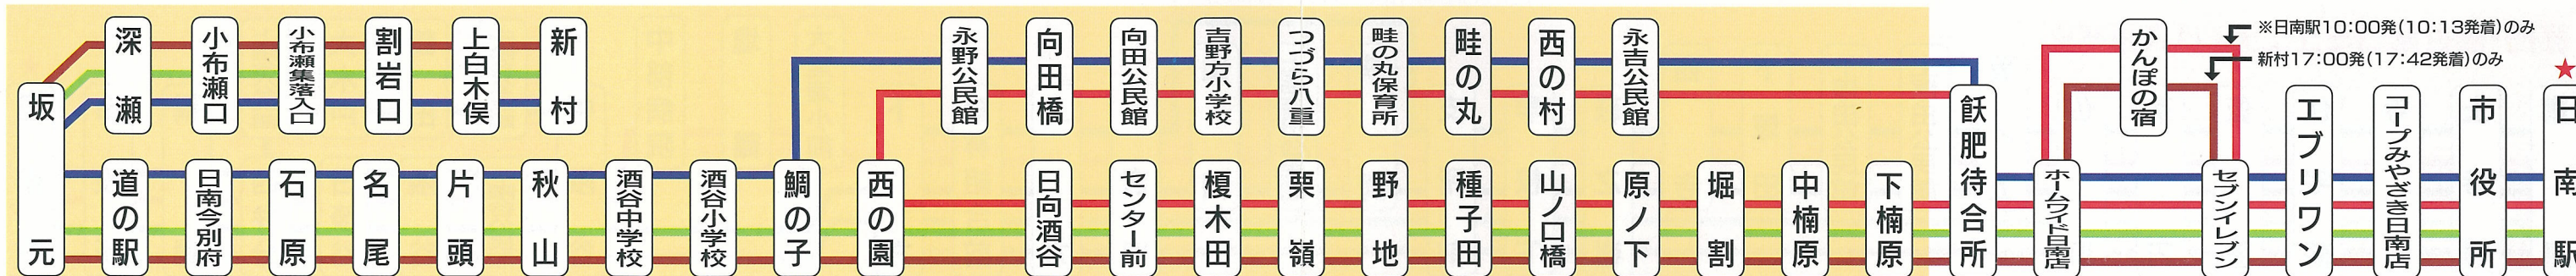 深瀬
小布瀬口
小布瀬集落入口
割岩口
上白木俣
新村
永野公民館
向田橋
向田公民館
吉野方小学校
つづら八重
畦の丸保育所
畦の丸
西の村
永吉公民館
かんぽの宿
※日南駅10:00発(10:13発着)のみ
新村17:00発(17:42発着)のみ
坂元
道の駅
日南今別府
石原
名尾
片頭
秋山
酒谷中学校
酒谷小学校
鯛の子
西の園
日向酒谷
センター前
榎木田
栗嶺
野地
種子田
山ノ口橋
原ノ下
堀割
中楠原
下楠原
飫肥待合所
ホームワイド日南店
セブンイレブン
エブリワン
コープみやざき日南店
市役所
★
日南駅